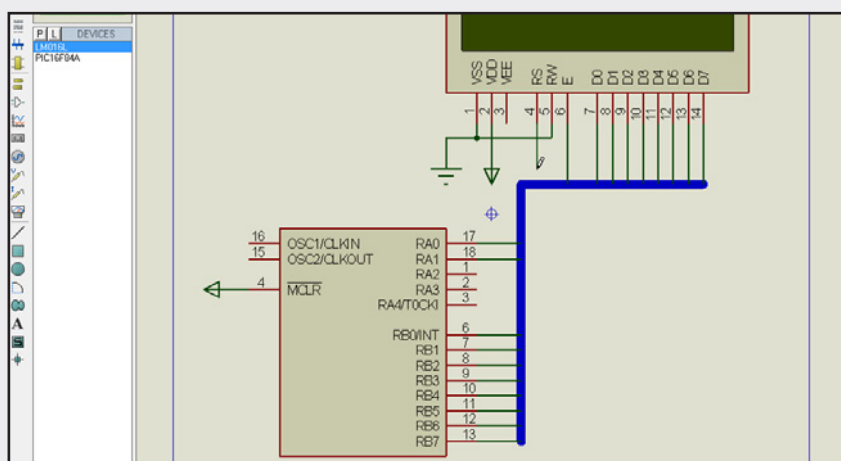 P L DEVICES
LM016L
PIC16F84A
A
S
VSS
VDD
VEE
RS
RW
E
D0
D1
D2
D3
D4
D5
D6
D7
1
2
3
4
5
6
7
8
9
10
11
12
13
14
16 OSC1/CLKIN RA0 17
15 OSC2/CLKOUT RA1 18
RA2 1
4 MCLR RA3 2
RA4/T0CKI 3
RB0/INT 6
RB1 7
RB2 8
RB3 9
RB4 10
RB5 11
RB6 12
RB7 13